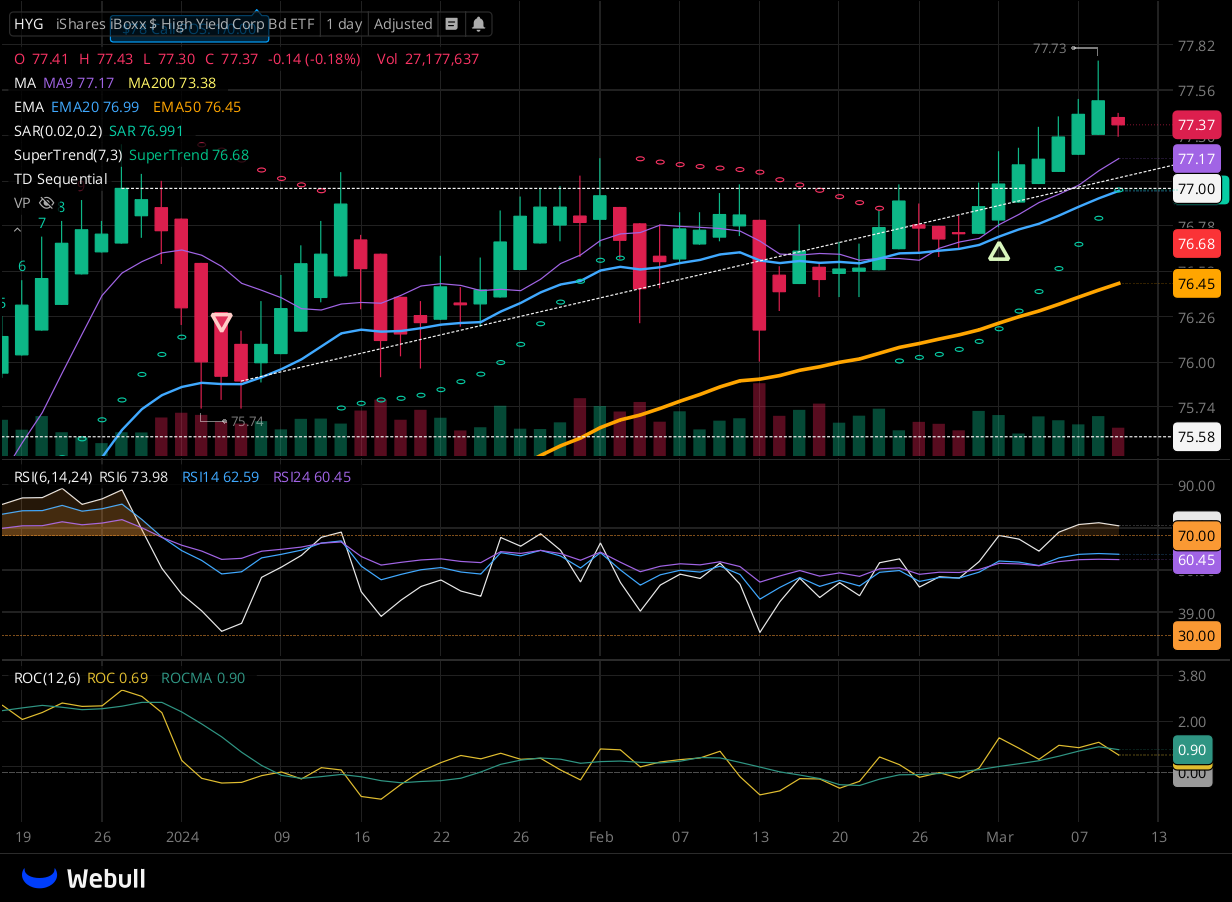 HYG iShares iBoxx $ High Yield Corp Bd ETF 1 day Adjusted
O 77.41 H 77.43 L 77.30 C 77.37 -0.14 (-0.18%) Vol 27,177,637
MA MA9 77.17 MA200 73.38
EMA EMA20 76.99 EMA50 76.45
SAR(0.02,0.2) SAR 76.991
SuperTrend(7,3) SuperTrend 76.68
TD Sequential
VP
3
7
6
77.73
75.74
77.82
77.56
77.37
77.17
77.00
76.78
76.68
76.45
76.26
76.00
75.74
75.58
RSI(6,14,24) RSI6 73.98 RSI14 62.59 RSI24 60.45
90.00
70.00
60.45
39.00
30.00
ROC(12,6) ROC 0.69 ROCMA 0.90
3.80
2.00
0.90
0.00
19 26 2024 09 16 22 26 Feb 07 13 20 26 Mar 07 13
Webull